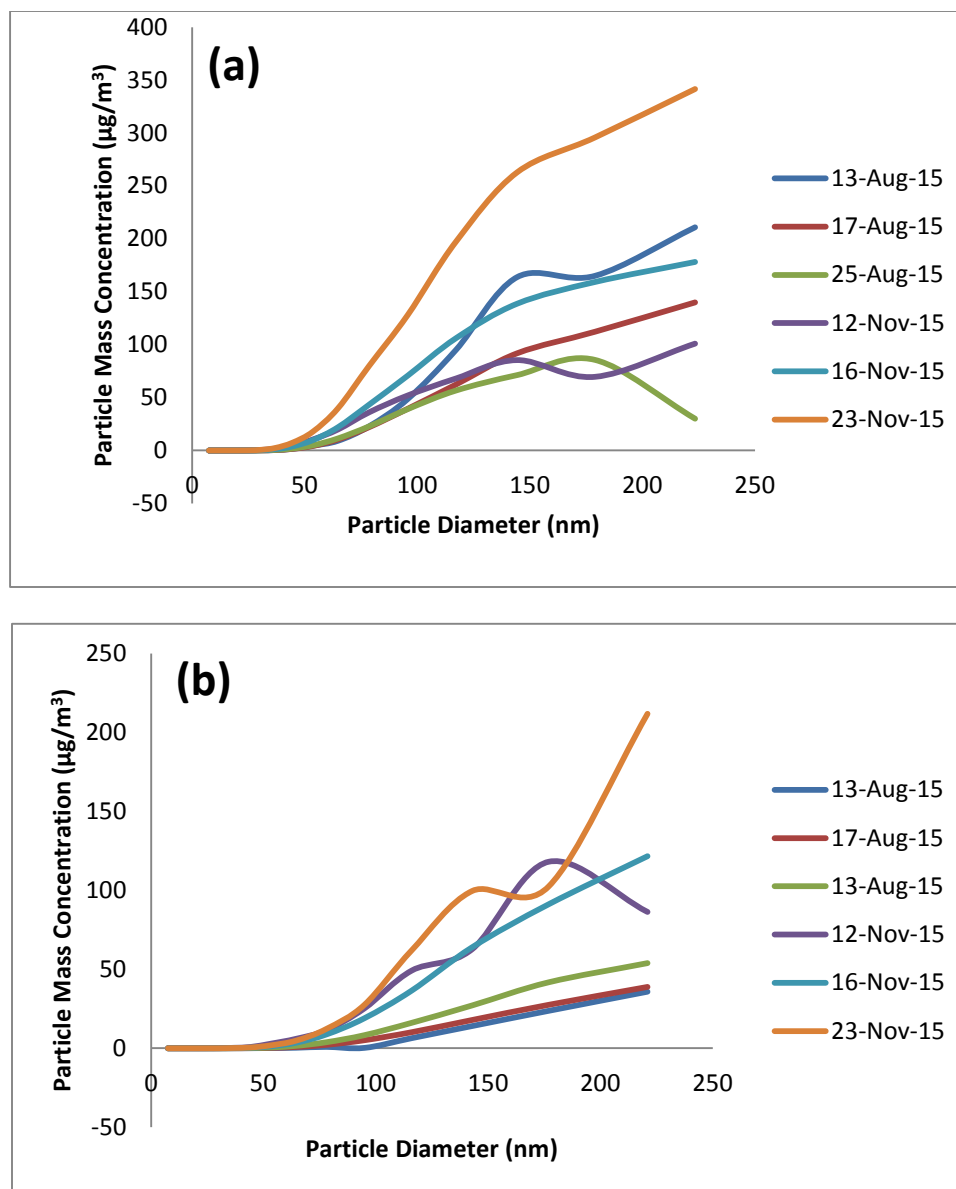 (a)
400
350
300
250
200
150
100
50
0
-50
0 50 100 150 200 250
Particle Mass Concentration (µg/m³)
Particle Diameter (nm)
13-Aug-15
17-Aug-15
25-Aug-15
12-Nov-15
16-Nov-15
23-Nov-15
(b)
250
200
150
100
50
0
-50
0 50 100 150 200 250
Particle Mass Concentration (µg/m³)
Particle Diameter (nm)
13-Aug-15
17-Aug-15
13-Aug-15
12-Nov-15
16-Nov-15
23-Nov-15